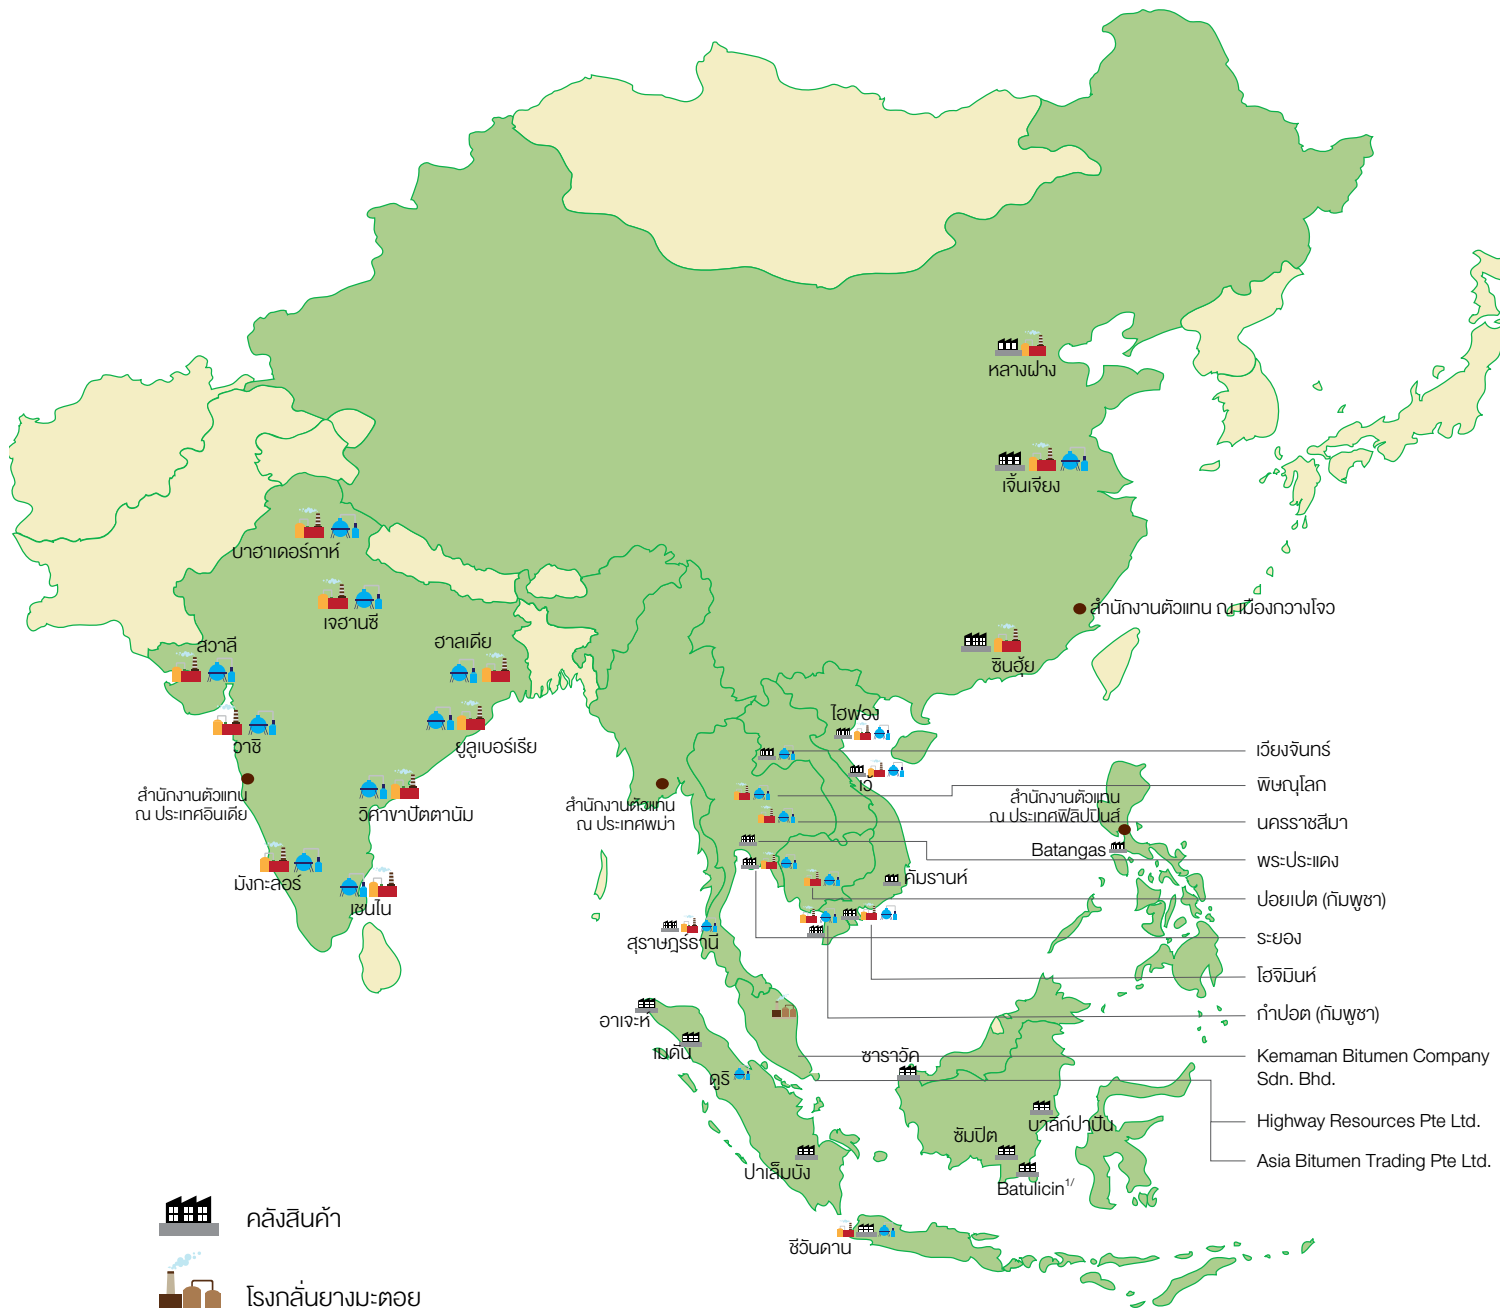 หลางฝาง
เจิ้นเจียง
บาฮาเดอร์กาห์
เจฮานซี
สำนักงานตัวแทน ณ เมืองกวางโจว
สวาลี
ฮาลเดีย
ซินฮุ้ย
ไฮฟอง
วาชิ
ยูลูเบอร์เรีย
เวียงจันทร์
เว้
พิษณุโลก
สำนักงานตัวแทน
ณ ประเทศอินเดีย
วิคาขาปัตตานัม
สำนักงานตัวแทน
ณ ประเทศพม่า
สำนักงานตัวแทน
ณ ประเทศฟิลิปปินส์
นครราชสีมา
Batangas
พระประแดง
มังกะลอร์
เชนไน
คัมรานห์
ปอยเปต (กัมพูชา)
สุราษฎร์ธานี
ระยอง
โฮจิมินห์
อาเจะห์
กำปอต (กัมพูชา)
เมดัน
ซาราวัค
Kemaman Bitumen Company
Sdn. Bhd.
ดูริ
บาลิก์ปาปัน
Highway Resources Pte Ltd.
ซัมปิต
ปาเล็มบัง
Asia Bitumen Trading Pte Ltd.
Batulicin1/
คลังสินค้า
ซีวันดาน
โรงกลั่นยางมะตอย